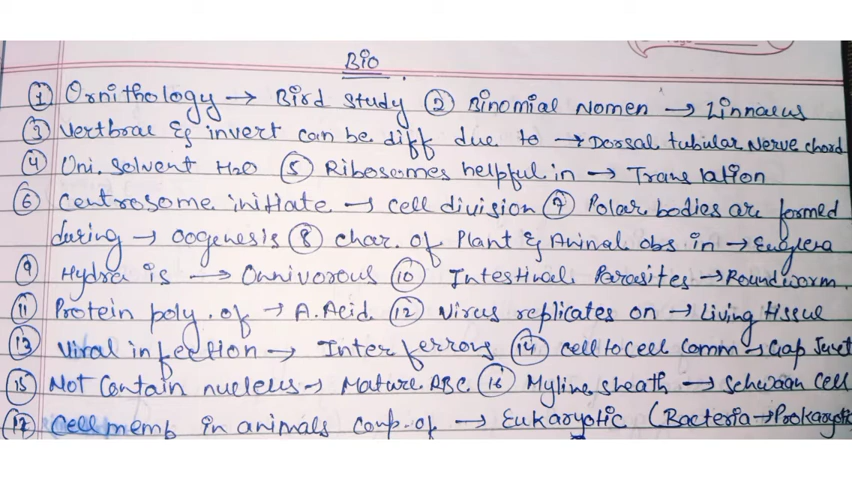 Bio
① Ornithology → Bird study ② Binomial Nomen → Linnaeus
③ Vertbrae & invert can be diff due to → Dorsal tubular Nerve chord
④ Uni. solvent H2O ⑤ Ribosomes helpful in → Translation
⑥ Centrosome initiate → cell division ⑦ Polar bodies are formed
during → oogenesis ⑧ char. of Plant & Animal obs in → Euglena
⑨ Hydra is → Omnivorous ⑩ Intestinal Parasites → Roundworm.
⑪ Protein poly. of → A. Acid. ⑫ Virus replicates on → Living tissue
⑬ Viral infection → Interferrons ⑭ cell to cell comm → Gap Junct
⑮ Not Contain nucleus → Mature RBC. ⑯ Myline sheath → Schwaan cell
⑰ Cell memb in animals comp. of → Eukaryotic (Bacteria → Prokaryotic